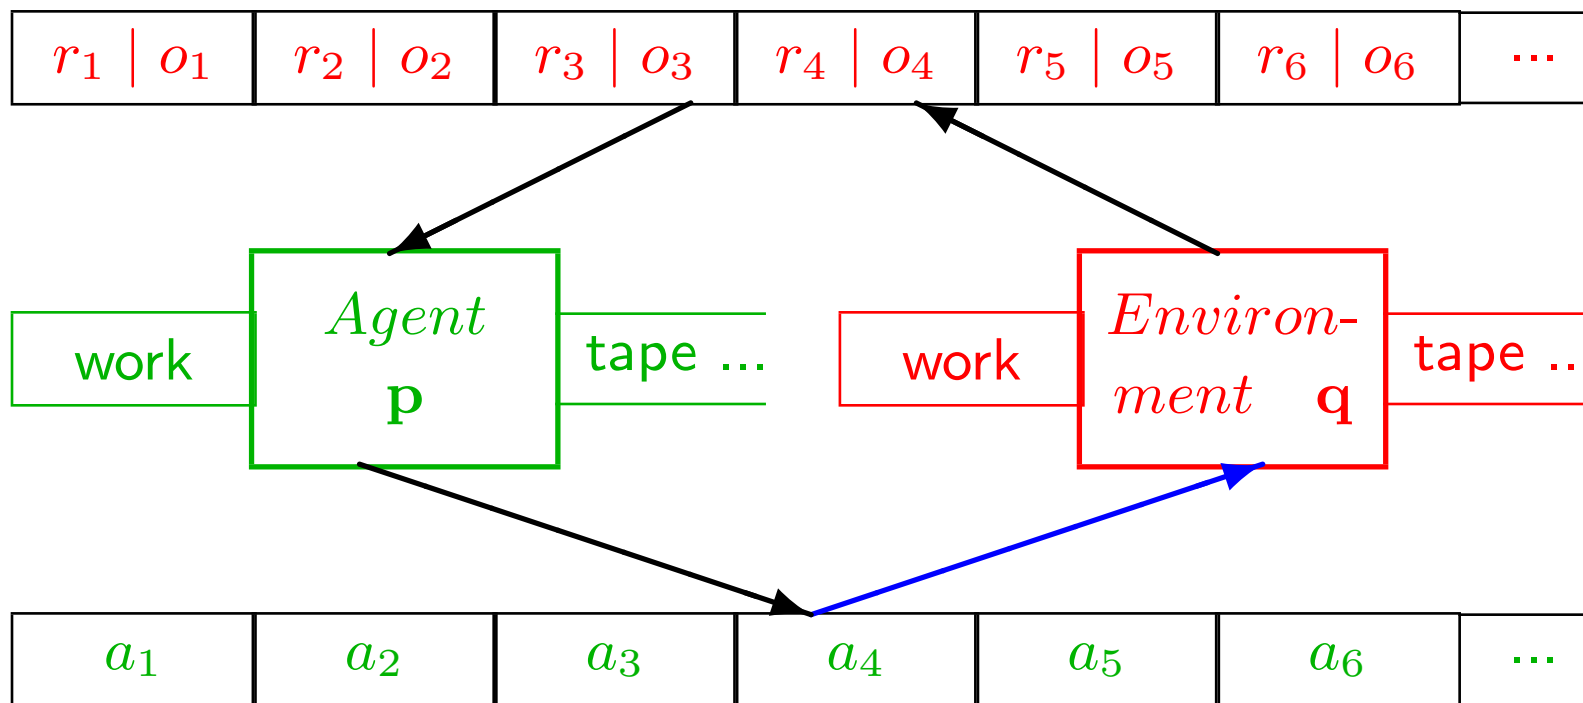 r₁ | o₁ r₂ | o₂ r₃ | o₃ r₄ | o₄ r₅ | o₅ r₆ | o₆ ...
Agent
Environ-
work
tape ...
work
tape ..
p
ment q
a₁ a₂ a₃ a₄ a₅ a₆ ...